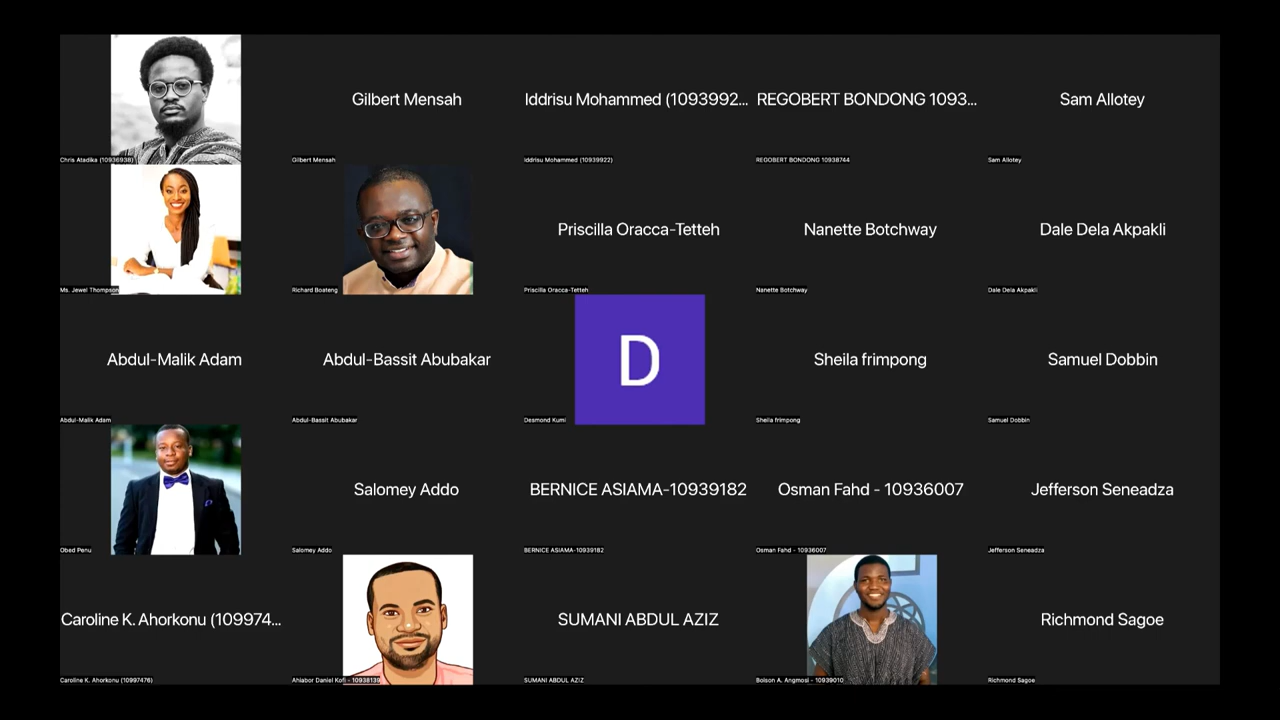 Gilbert Mensah
Iddrisu Mohammed (1093992...
REGOBERT BONDONG 1093...
Sam Allotey
Chris Atadika (10936938)
Gilbert Mensah
Iddrisu Mohammed (10939922)
REGOBERT BONDONG 10938744
Sam Allotey
Priscilla Oracca-Tetteh
Nanette Botchway
Dale Dela Akpakli
Ms. Jewel Thompson
Richard Boateng
Priscilla Oracca-Tetteh
Nanette Botchway
Dale Dela Akpakli
Abdul-Malik Adam
Abdul-Bassit Abubakar
D
Sheila frimpong
Samuel Dobbin
Abdul-Malik Adam
Abdul-Bassit Abubakar
Desmond Kumi
Sheila frimpong
Samuel Dobbin
Salomey Addo
BERNICE ASIAMA-10939182
Osman Fahd - 10936007
Jefferson Seneadza
Obed Penu
Salomey Addo
BERNICE ASIAMA-10939182
Osman Fahd - 10936007
Jefferson Seneadza
Caroline K. Ahorkonu (109974...
SUMANI ABDUL AZIZ
Richmond Sagoe
Caroline K. Ahorkonu (10997476)
Ahiabor Daniel Kofi - 10938139
SUMANI ABDUL AZIZ
Boison A. Angmosi - 10939010
Richmond Sagoe